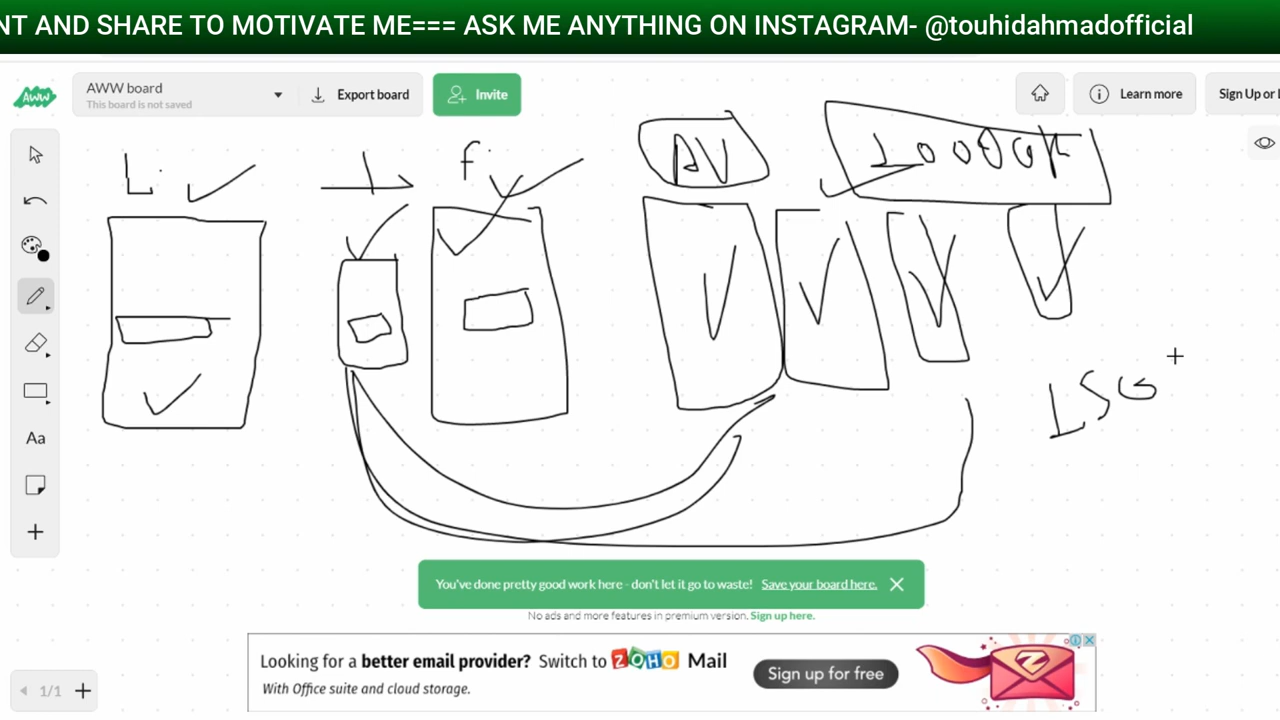 NT AND SHARE TO MOTIVATE ME=== ASK ME ANYTHING ON INSTAGRAM- @touhidahmadofficial
AWW
AWW board
This board is not saved
Export board
Invite
Learn more
Sign Up or L
L.
f.
AV
Aa
You've done pretty good work here - don't let it go to waste! Save your board here.
No ads and more features in premium version. Sign up here.
Looking for a better email provider? Switch to ZOHO Mail
With Office suite and cloud storage.
Sign up for free
1/1